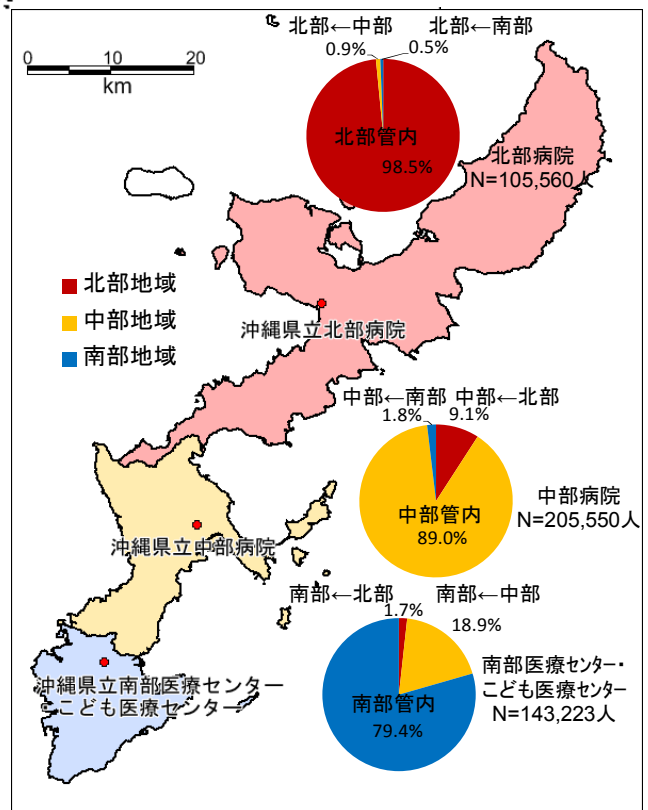 北部←中部
北部←南部
0.9%
0.5%
0
10
20
km
北部管内
98.5%
北部病院
N=105,560人
北部地域
中部地域
南部地域
沖縄県立北部病院
中部←南部
中部←北部
1.8%
9.1%
中部管内
89.0%
中部病院
N=205,550人
沖縄県立中部病院
南部←北部
南部←中部
1.7%
18.9%
南部管内
79.4%
南部医療センター・
こども医療センター
N=143,223人
沖縄県立南部医療センター
こども医療センター